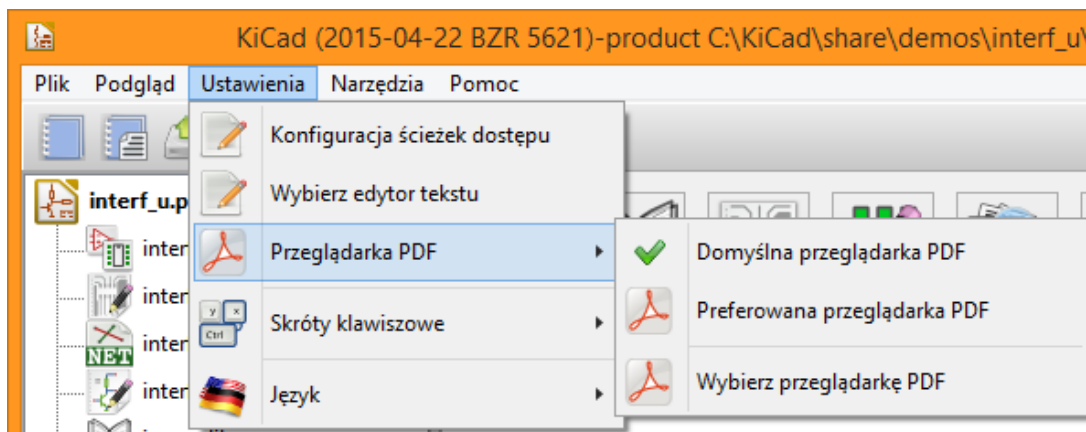 KiCad (2015-04-22 BZR 5621)-product C:\KiCad\share\demos\interf_u\
Plik Podgląd Ustawienia Narzędzia Pomoc
Konfiguracja ścieżek dostępu
interf_u.p
Wybierz edytor tekstu
inter
Przeglądarka PDF
Domyślna przeglądarka PDF
inter
Preferowana przeglądarka PDF
y x
Ctrl
Skróty klawiszowe
NET
inter
inter
Język
Wybierz przeglądarkę PDF